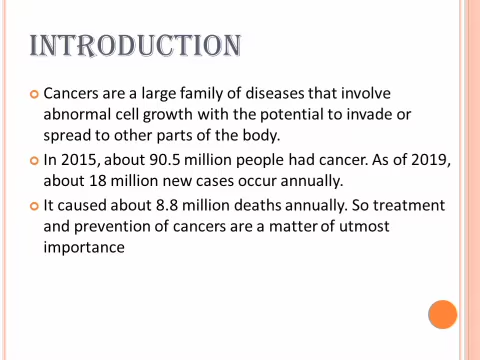 INTRODUCTION
Cancers are a large family of diseases that involve
abnormal cell growth with the potential to invade or
spread to other parts of the body.
In 2015, about 90.5 million people had cancer. As of 2019,
about 18 million new cases occur annually.
It caused about 8.8 million deaths annually. So treatment
and prevention of cancers are a matter of utmost
importance